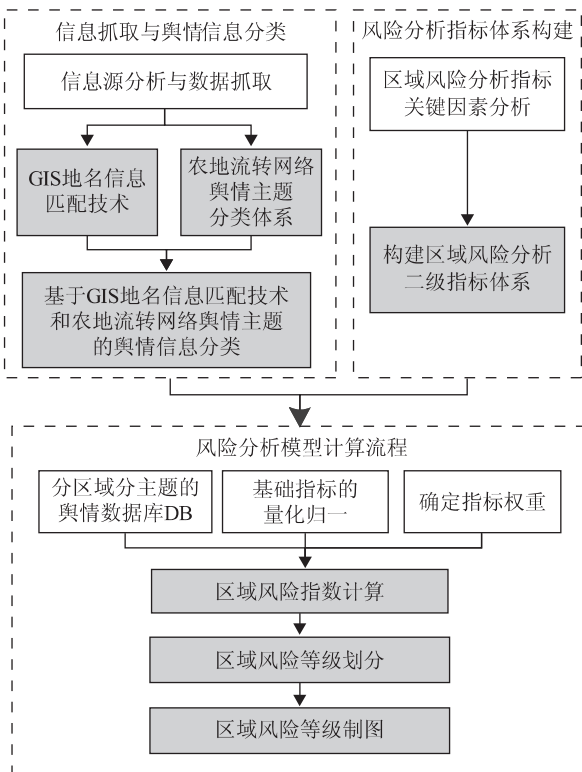 信息抓取与舆情信息分类
信息源分析与数据抓取
GIS地名信息
匹配技术
农地流转网络
舆情主题
分类体系
基于GIS地名信息匹配技术
和农地流转网络舆情主题
的舆情信息分类
风险分析指标体系构建
区域风险分析指标
关键因素分析
构建区域风险分析
二级指标体系
风险分析模型计算流程
分区域分主题的
舆情数据库DB
基础指标的
量化归一
确定指标权重
区域风险指数计算
区域风险等级划分
区域风险等级制图